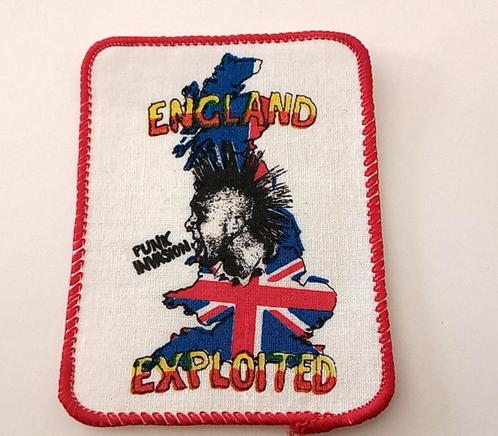 ENGLAND
PUNK
INVASION
EXPLOITED